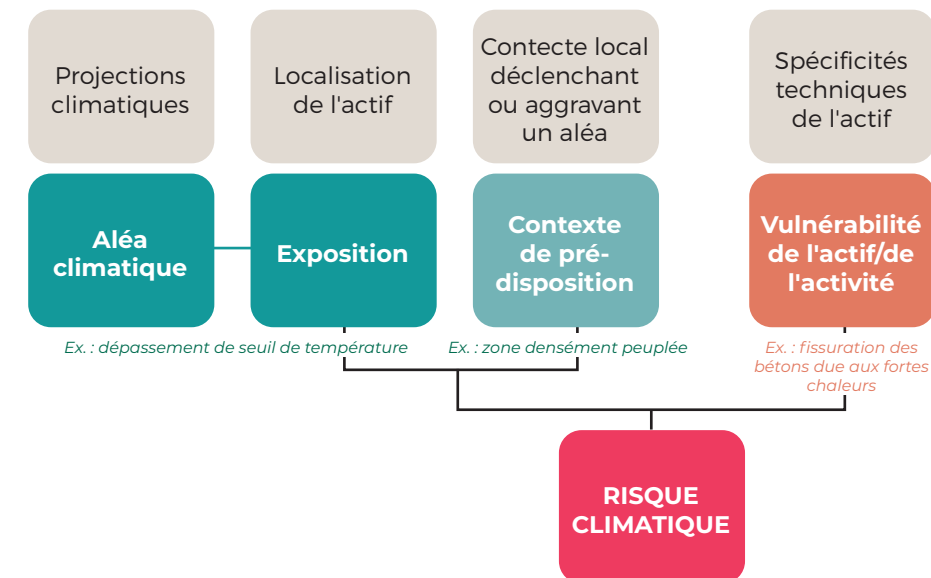 Projections
climatiques
Localisation
de l'actif
Contecte local
déclenchant
ou aggravant
un aléa
Spécificités
techniques
de l'actif
Aléa
climatique
Exposition
Contexte
de pré-
disposition
Vulnérabilité
de l'actif/de
l'activité
Ex. : dépassement de seuil de température
Ex. : zone densément peuplée
Ex. : fissuration des
bétons due aux fortes
chaleurs
RISQUE
CLIMATIQUE